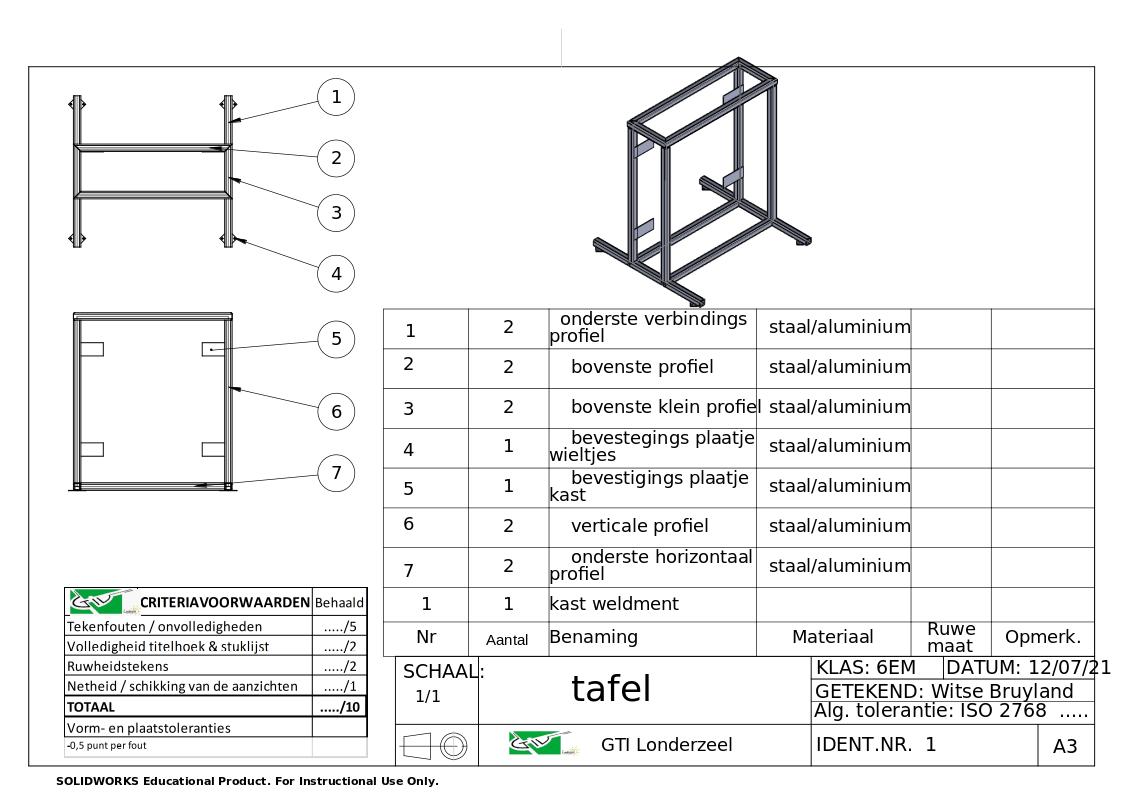 1
2
3
4
5
6
7
1 2 onderste verbindings
profiel staal/aluminium
2 2 bovenste profiel staal/aluminium
3 2 bovenste klein profiel staal/aluminium
4 1 bevestegings plaatje
wieltjes staal/aluminium
5 1 bevestigings plaatje
kast staal/aluminium
6 2 verticale profiel staal/aluminium
7 2 onderste horizontaal
profiel staal/aluminium
1 1 kast weldment
Nr Aantal Benaming Materiaal Ruwe
maat Opmerk.
CRITERIAVOORWAARDEN Behaald
Tekenfouten / onvolledigheden ...../5
Volledigheid titelhoek & stuklijst ...../2
Ruwheidstekens ...../2
Netheid / schikking van de aanzichten ...../1
TOTAAL ...../10
Vorm- en plaatstoleranties
-0,5 punt per fout
SCHAAL:
1/1
tafel
KLAS: 6EM DATUM: 12/07/21
GETEKEND: Witse Bruyland
Alg. tolerantie: ISO 2768 .....
GTI Londerzeel
IDENT.NR. 1
A3
SOLIDWORKS Educational Product. For Instructional Use Only.